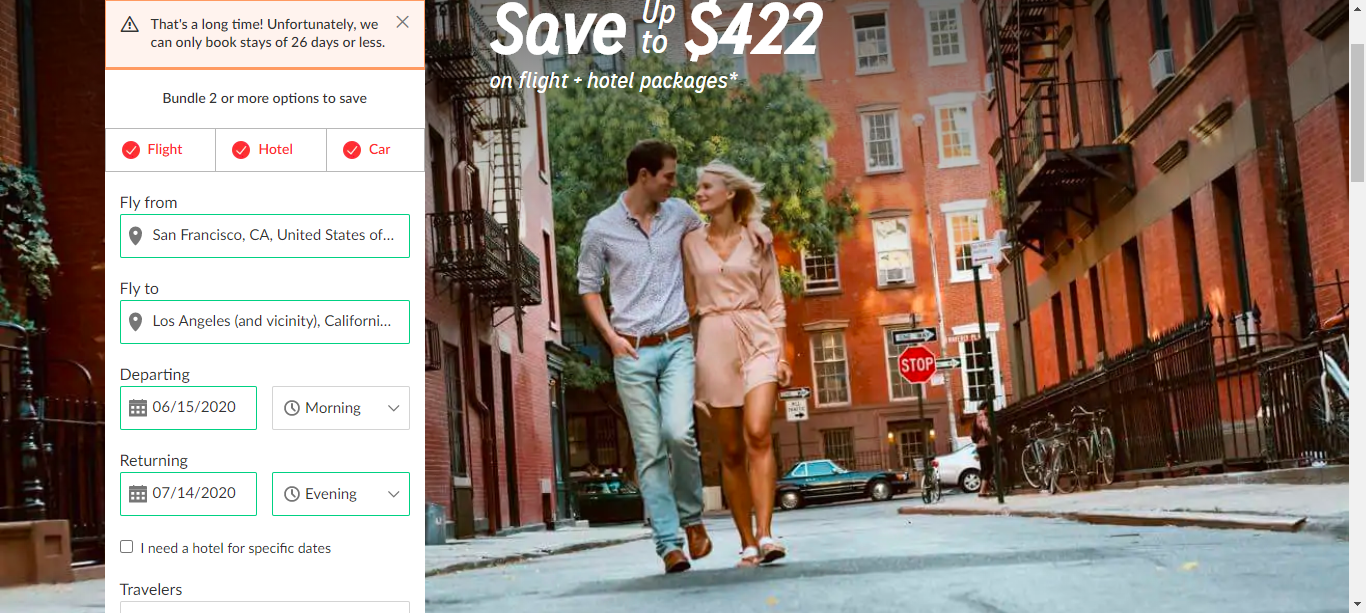 That's a long time! Unfortunately, we
can only book stays of 26 days or less.
Bundle 2 or more options to save
Flight
Hotel
Car
Fly from
San Francisco, CA, United States of...
Fly to
Los Angeles (and vicinity), Californi...
Departing
06/15/2020
Morning
Returning
07/14/2020
Evening
I need a hotel for specific dates
Travelers
Save Up to $422
on flight + hotel packages*
STOP
ALL
TRAFFIC